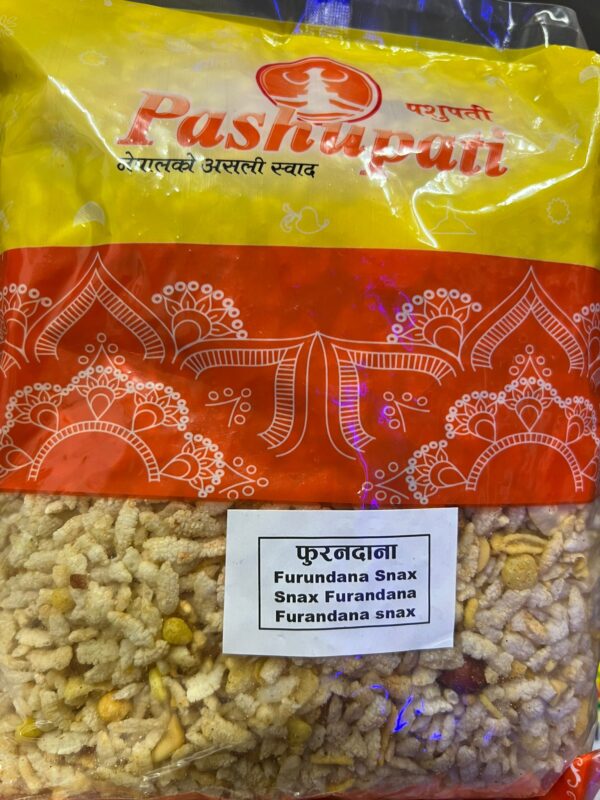 पशुपती
Pashupati
नेपालको असली स्वाद
फुरनदाना
Furundana Snax
Snax Furandana
Furandana snax